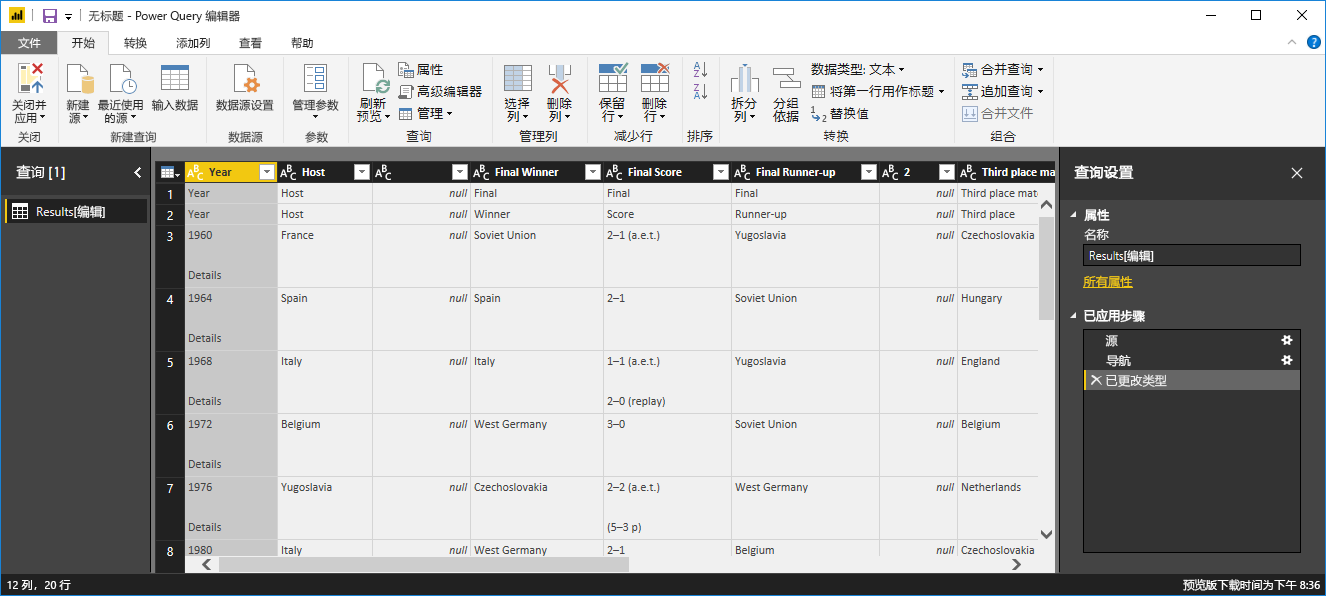 无标题 - Power Query 编辑器
文件 开始 转换 添加列 查看 帮助
关闭并应用 新建源 最近使用的源 输入数据 数据源设置 管理参数 刷新预览 属性 高级编辑器 管理 选择列 删除列 保留行 删除行 拆分列 分组依据 数据类型: 文本 将第一行用作标题 替换值 合并查询 追加查询 合并文件
关闭 新建查询 数据源 参数 查询 管理列 减少行 排序 转换 组合
查询 [1]
Results[编辑]
Year Host Final Winner Final Score Final Runner-up 2 Third place ma
1 Year Host null Final Final Final null Third place mat
2 Year Host null Winner Score Runner-up null Third place
3 1960 France null Soviet Union 2–1 (a.e.t.) Yugoslavia null Czechoslovakia
Details
4 1964 Spain null Spain 2–1 Soviet Union null Hungary
Details
5 1968 Italy null Italy 1–1 (a.e.t.) Yugoslavia null England
Details 2–0 (replay)
6 1972 Belgium null West Germany 3–0 Soviet Union null Belgium
Details
7 1976 Yugoslavia null Czechoslovakia 2–2 (a.e.t.) West Germany null Netherlands
Details (5–3 p)
8 1980 Italy null West Germany 2–1 Belgium null Czechoslovakia
查询设置
属性
名称
Results[编辑]
所有属性
已应用步骤
源
导航
已更改类型
12 列，20 行
预览版下载时间为下午 8:36